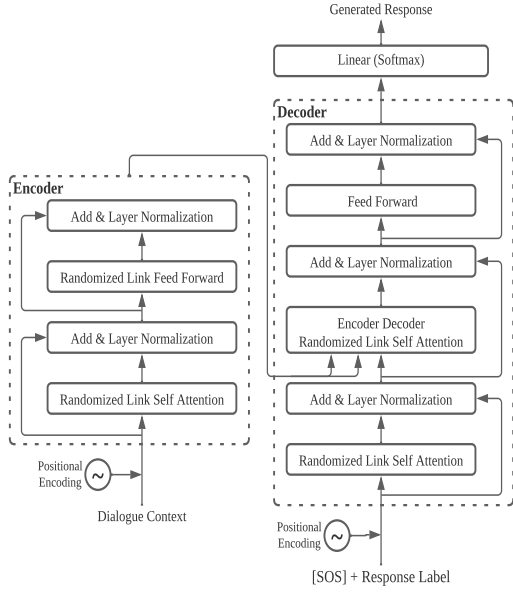 Generated Response
Linear (Softmax)
Decoder
Add & Layer Normalization
Feed Forward
Add & Layer Normalization
Encoder Decoder
Randomized Link Self Attention
Add & Layer Normalization
Randomized Link Self Attention
Positional
Encoding
~
[SOS] + Response Label
Encoder
Add & Layer Normalization
Randomized Link Feed Forward
Add & Layer Normalization
Randomized Link Self Attention
Positional
Encoding
~
Dialogue Context